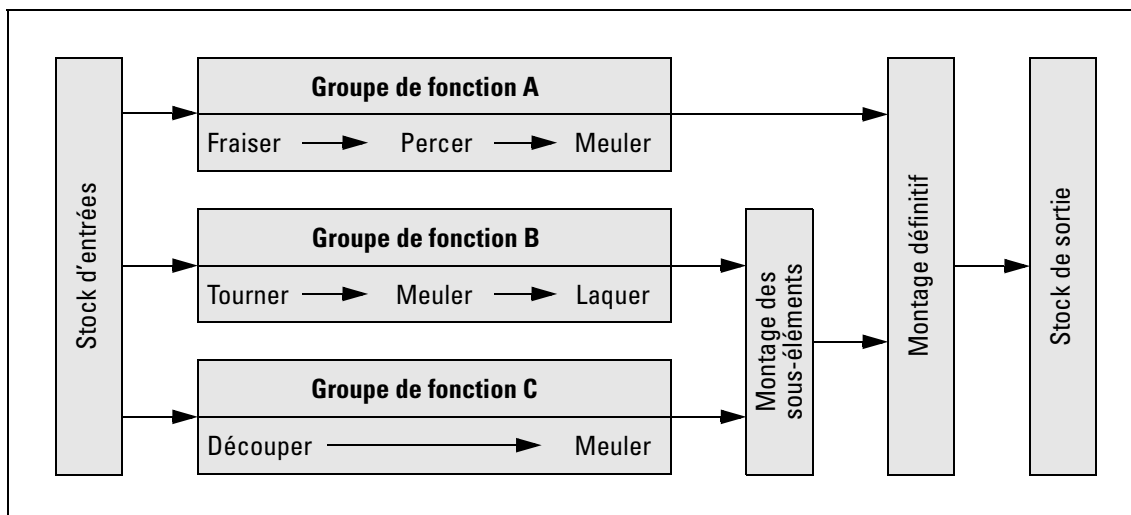 Stock d'entrées
Groupe de fonction A
Fraiser Percer Meuler
Groupe de fonction B
Tourner Meuler Laquer
Groupe de fonction C
Découper Meuler
Montage des
sous-éléments
Montage définitif
Stock de sortie